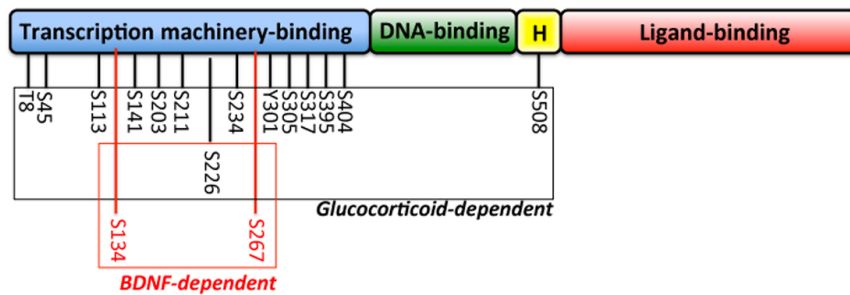 Transcription machinery-binding
DNA-binding
H
Ligand-binding
T8
S45
S113
S141
S203
S211
S234
Y301
S305
S317
S395
S404
S508
S226
Glucocorticoid-dependent
S134
S267
BDNF-dependent